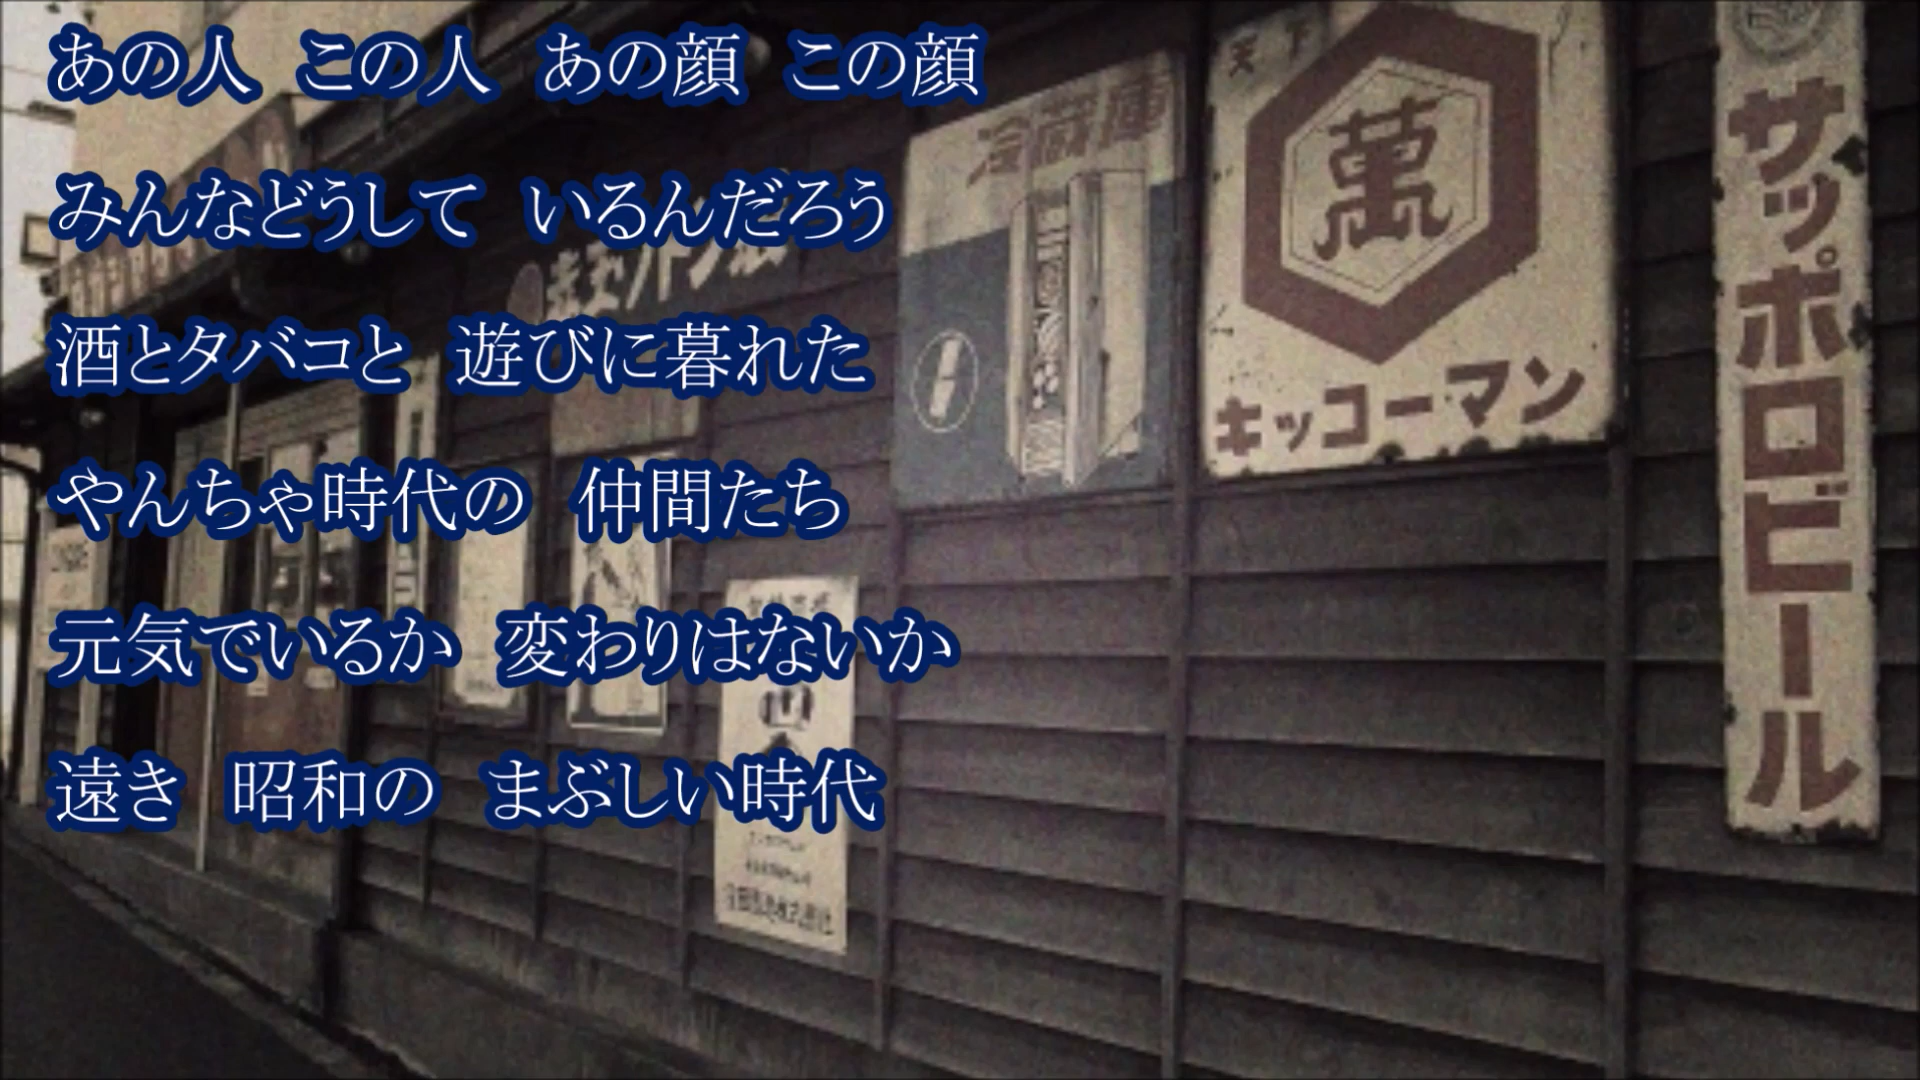 あの人　この人　あの顔　この顔
みんなどうして　いるんだろう
酒とタバコと　遊びに暮れた
やんちゃ時代の　仲間たち
元気でいるか　変わりはないか
遠き　昭和の　まぶしい時代
冷蔵庫
天下
萬
キッコーマン
サッポロビール